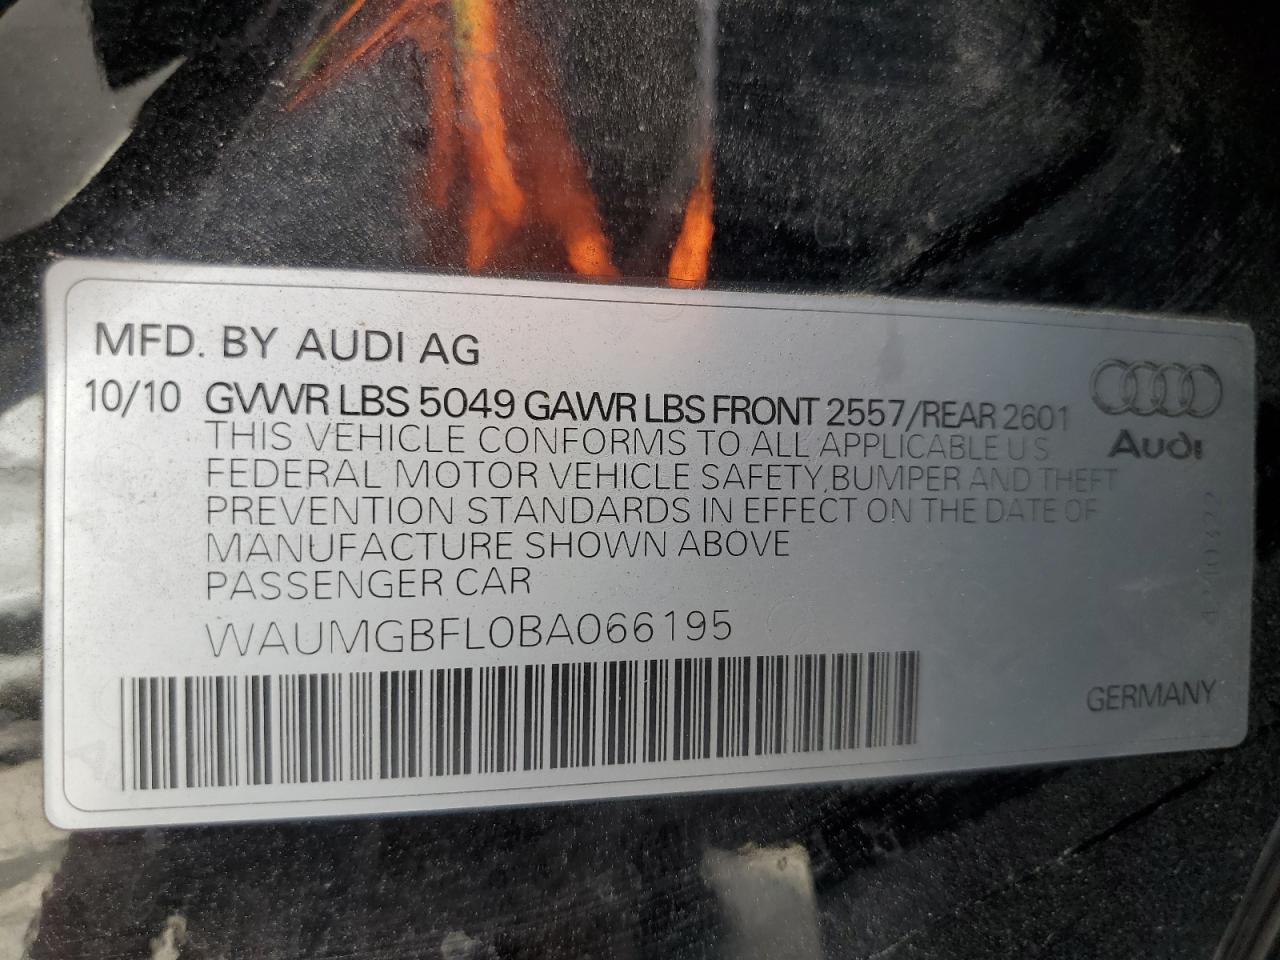 MFD. BY AUDI AG
10/10 GVWR LBS 5049 GAWR LBS FRONT 2557/REAR 2601
THIS VEHICLE CONFORMS TO ALL APPLICABLE U S
FEDERAL MOTOR VEHICLE SAFETY, BUMPER AND THEFT
PREVENTION STANDARDS IN EFFECT ON THE DATE OF
MANUFACTURE SHOWN ABOVE
PASSENGER CAR
WAUMGBFL0BA066195
Audi
GERMANY